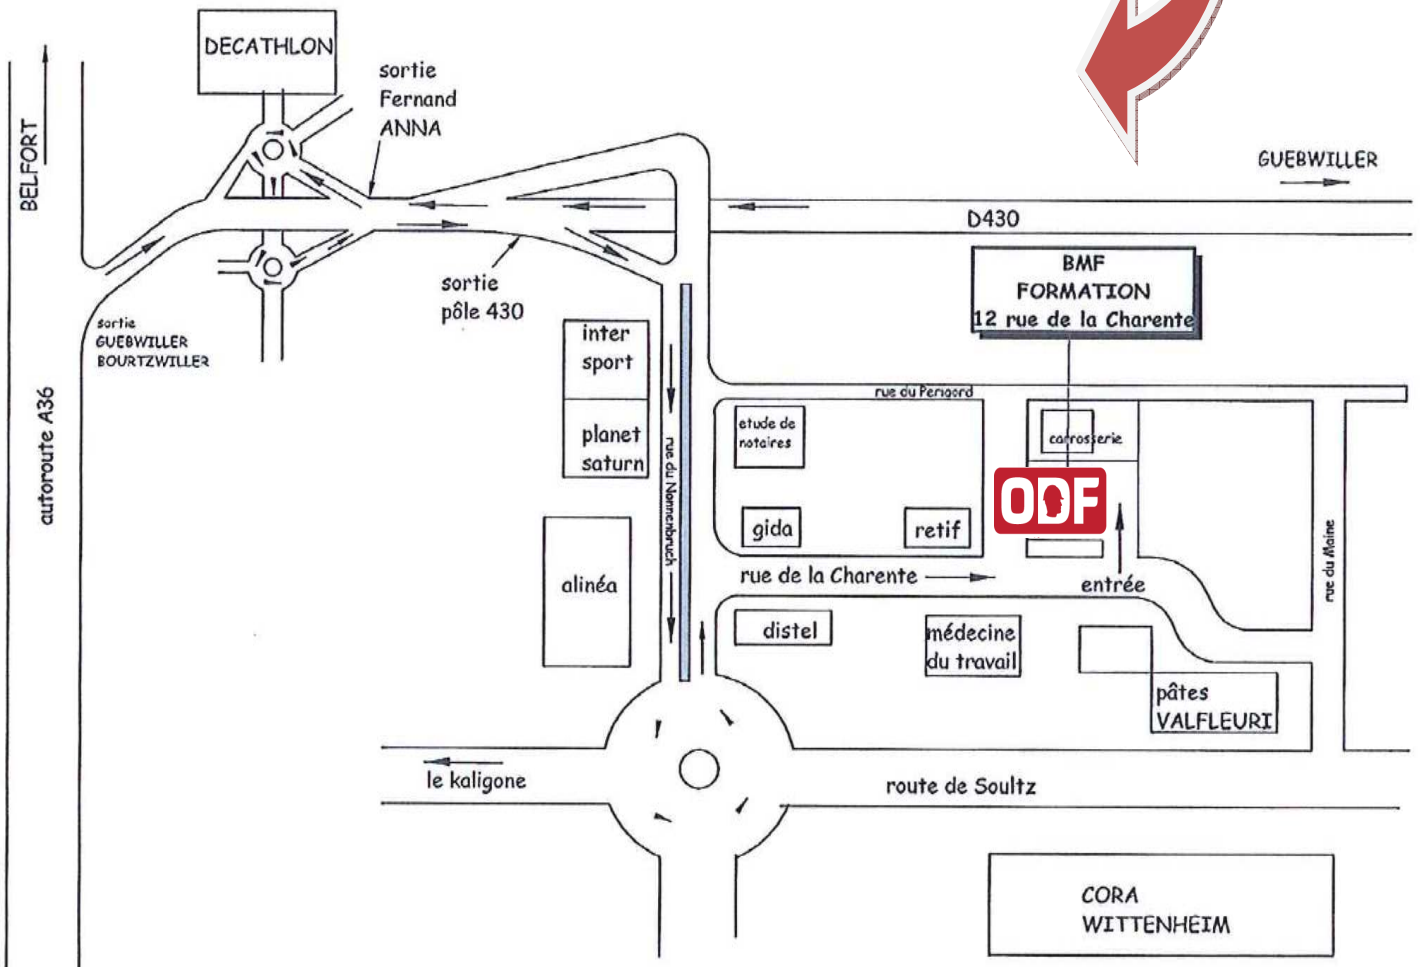 DECATHLON
sortie
Fernand
ANNA
BELFORT
GUEBWILLER
D430
BMF
FORMATION
12 rue de la Charente
sortie
pôle 430
sortie
GUEBWILLER
BOURTZWILLER
inter
sport
planet
saturn
rue du Perigord
etude de
notaires
carrosserie
autoroute A36
rue du Nonnenbruch
ODF
gida
retif
rue du Maine
alinéa
rue de la Charente
entrée
distel
médecine
du travail
pâtes
VALFLEURI
le kaligone
route de Soultz
CORA
WITTENHEIM